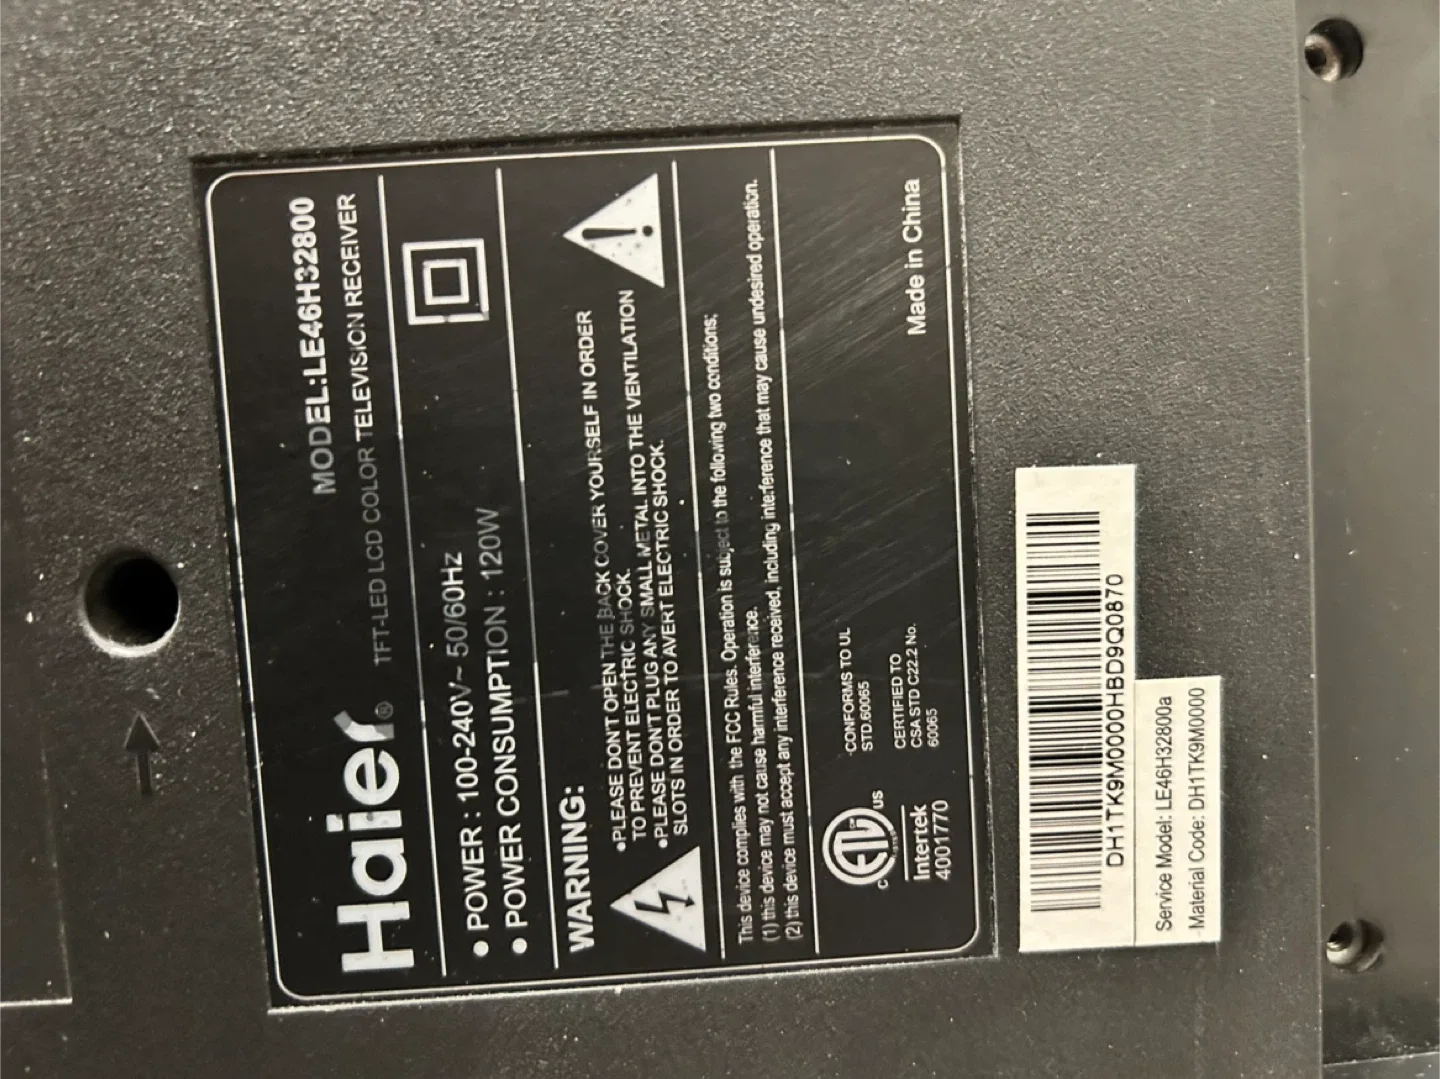 Haier®
MODEL:LE46H32800
TFT-LED LCD COLOR TELEVISION RECEIVER
• POWER : 100-240V~ 50/60Hz
• POWER CONSUMPTION : 120W
WARNING:
•PLEASE DON'T OPEN THE BACK COVER YOURSELF IN ORDER
TO PREVENT ELECTRIC SHOCK.
•PLEASE DON'T PLUG ANY SMALL METAL INTO THE VENTILATION
SLOTS IN ORDER TO AVERT ELECTRIC SHOCK.
This device complies with the FCC Rules. Operation is subject to the following two conditions;
(1) this device may not cause harmful interference.
(2) this device must accept any interference received, including interference that may cause undesired operation.
ETL
C US
Intertek
4001770
CONFORMS TO UL
STD.60065
CERTIFIED TO
CSA STD C22.2 No.
60065
Made in China
DH1TK9M0000HBD9Q0870
Service Model: LE46H32800a
Material Code: DH1TK9M0000